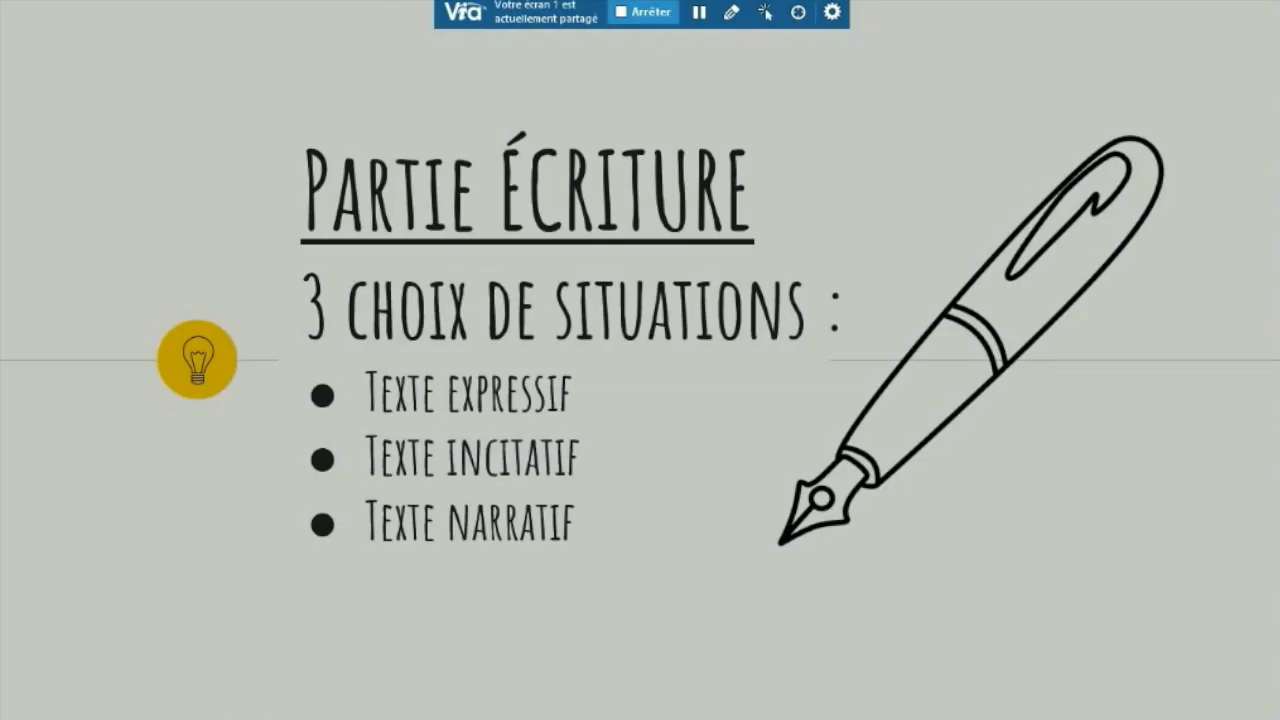 Via
Votre écran 1 est
actuellement partagé
Arrêter
PARTIE ÉCRITURE
3 CHOIX DE SITUATIONS :
● TEXTE EXPRESSIF
● TEXTE INCITATIF
● TEXTE NARRATIF